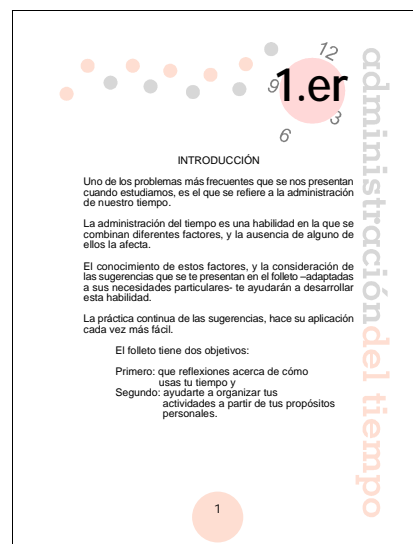 12
9
1.er
3
6
administración del tiempo
INTRODUCCIÓN
Uno de los problemas más frecuentes que se nos presentan
cuando estudiamos, es el que se refiere a la administración
de nuestro tiempo.
La administración del tiempo es una habilidad en la que se
combinan diferentes factores, y la ausencia de alguno de
ellos la afecta.
El conocimiento de estos factores, y la consideración de
las sugerencias que se te presentan en el folleto –adaptadas
a sus necesidades particulares- te ayudarán a desarrollar
esta habilidad.
La práctica continua de las sugerencias, hace su aplicación
cada vez más fácil.
El folleto tiene dos objetivos:
Primero: que reflexiones acerca de cómo
usas tu tiempo y
Segundo: ayudarte a organizar tus
actividades a partir de tus propósitos
personales.
1